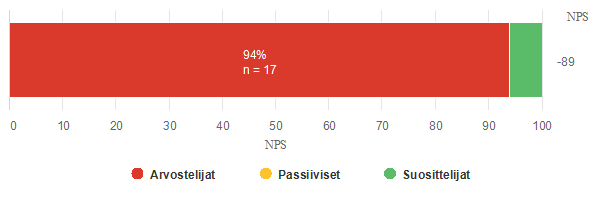 NPS
94%
n = 17
-89
0 10 20 30 40 50 60 70 80 90 100
NPS
Arvostelijat Passiiviset Suosittelijat